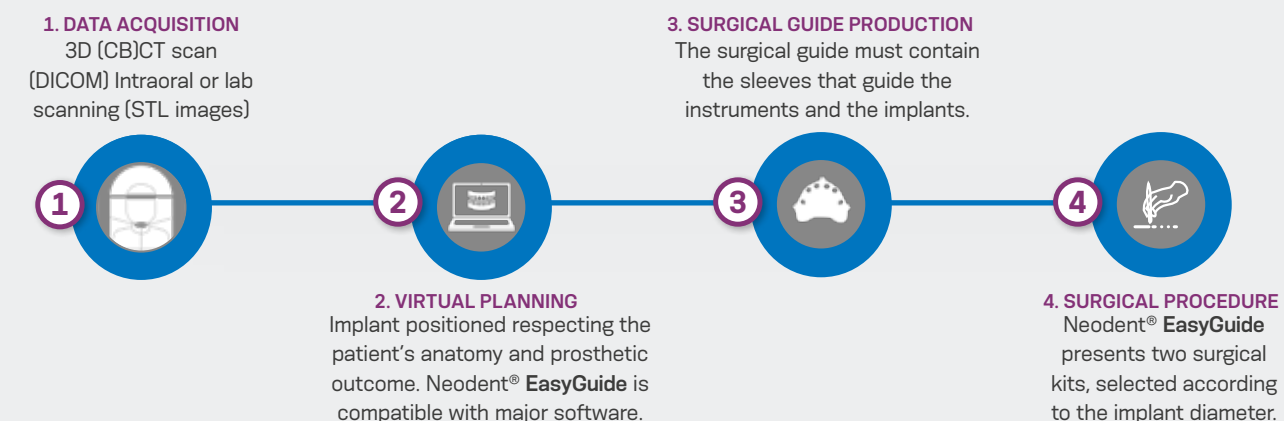 1. DATA ACQUISITION
3D (CB)CT scan
(DICOM) Intraoral or lab
scanning (STL images)
1
2. VIRTUAL PLANNING
Implant positioned respecting the
patient's anatomy and prosthetic
outcome. Neodent® EasyGuide is
compatible with major software.
2
3. SURGICAL GUIDE PRODUCTION
The surgical guide must contain
the sleeves that guide the
instruments and the implants.
3
4. SURGICAL PROCEDURE
Neodent® EasyGuide
presents two surgical
kits, selected according
to the implant diameter.
4